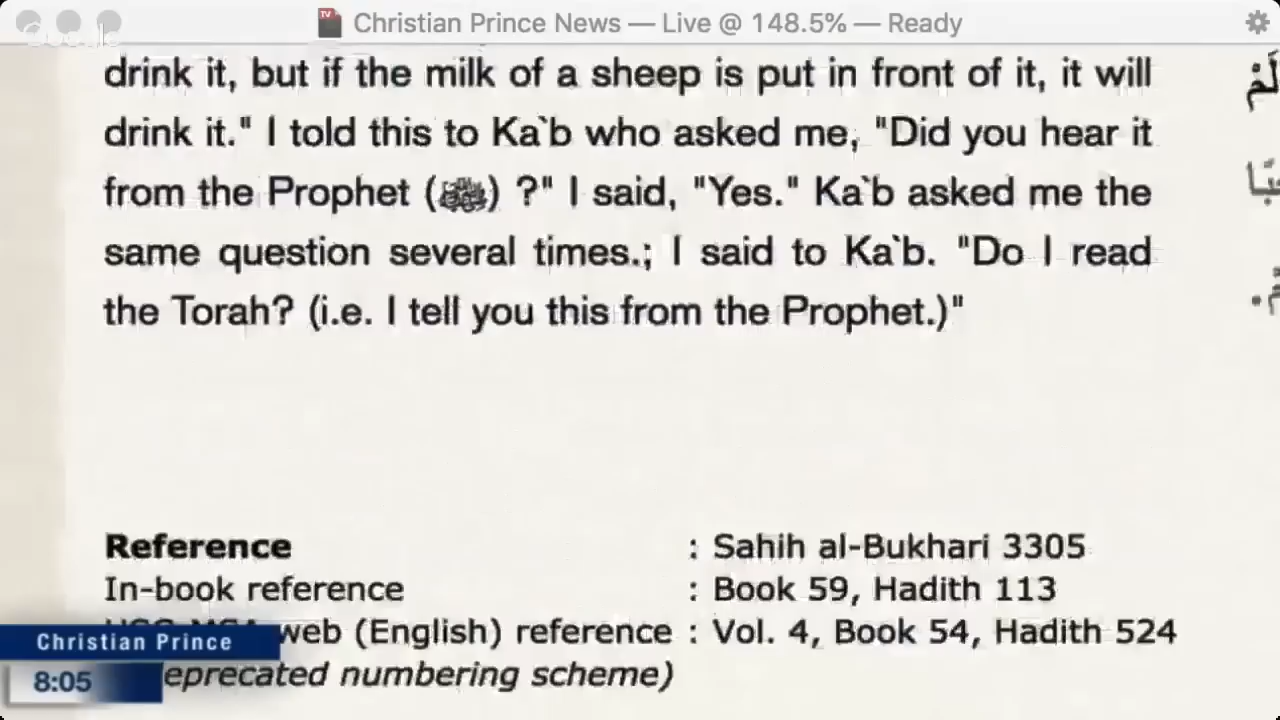 Christian Prince News — Live @ 148.5% — Ready
drink it, but if the milk of a sheep is put in front of it, it will
drink it." I told this to Ka`b who asked me, "Did you hear it
from the Prophet (ﷺ) ?" I said, "Yes." Ka`b asked me the
same question several times.; I said to Ka`b. "Do I read
the Torah? (i.e. I tell you this from the Prophet.)"
Reference : Sahih al-Bukhari 3305
In-book reference : Book 59, Hadith 113
web (English) reference : Vol. 4, Book 54, Hadith 524
eprecated numbering scheme)
Christian Prince
8:05